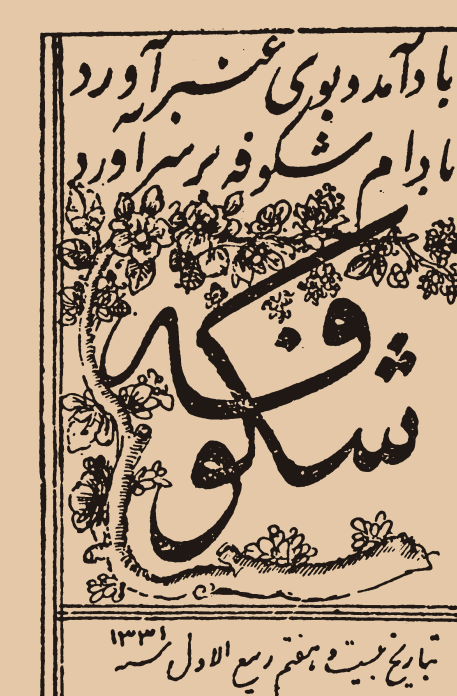 باد آمد و بوی عنبر آورد
بادام شکوفه بر سر آورد
شکوفه
بتاریخ بیست و هفتم ربیع الاول سنه ۱۳۳۱